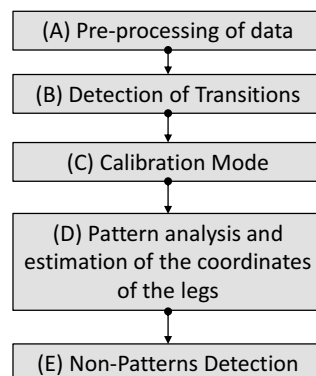 (A) Pre-processing of data
(B) Detection of Transitions
(C) Calibration Mode
(D) Pattern analysis and
estimation of the coordinates
of the legs
(E) Non-Patterns Detection